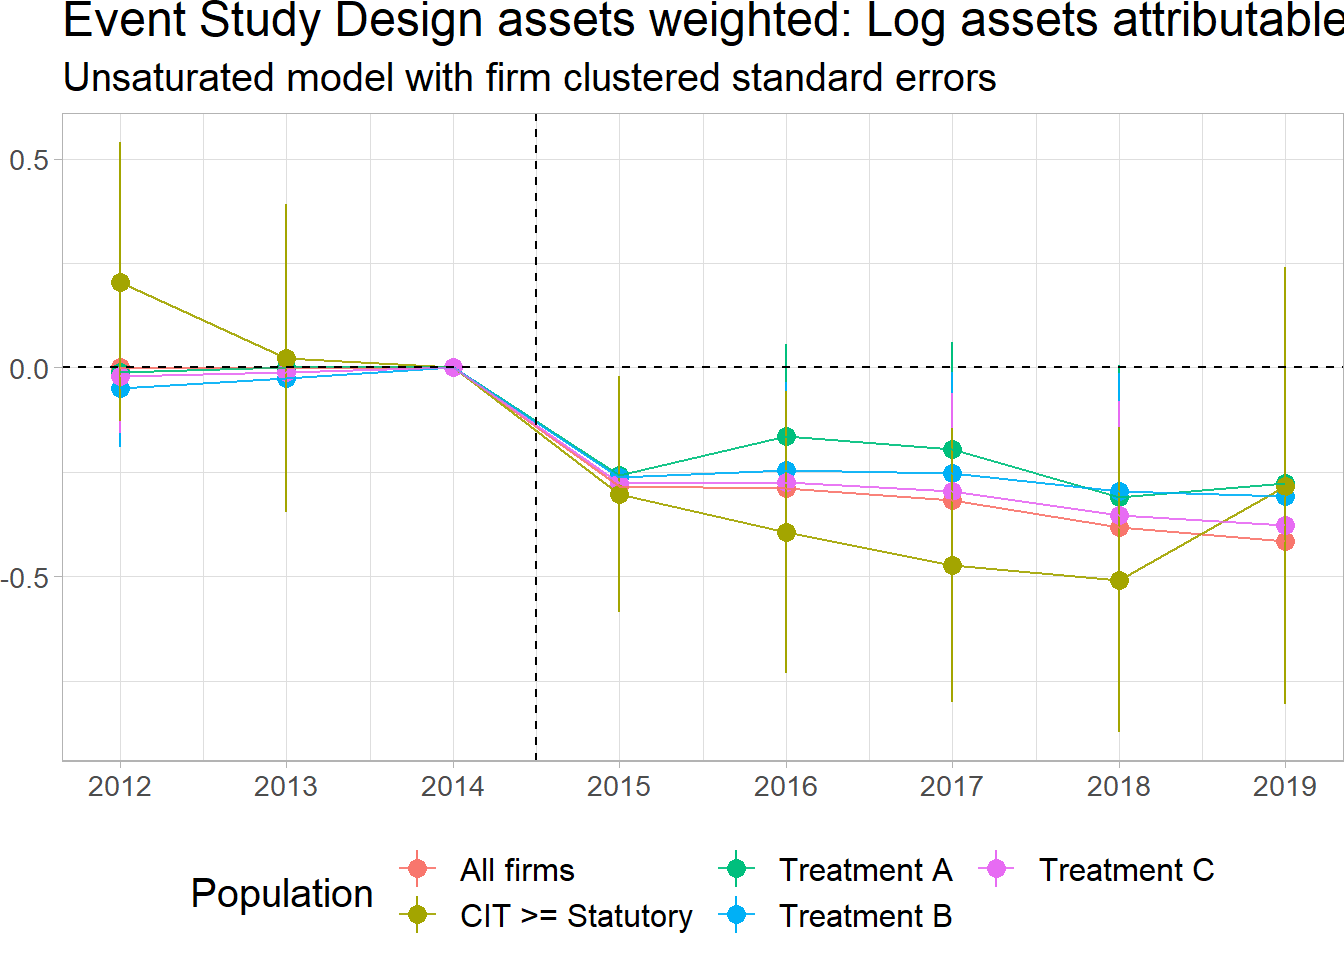 Event Study Design assets weighted: Log assets attributable
Unsaturated model with firm clustered standard errors
0.5
0.0
-0.5
2012 2013 2014 2015 2016 2017 2018 2019
Population
All firms Treatment A Treatment C
CIT >= Statutory Treatment B